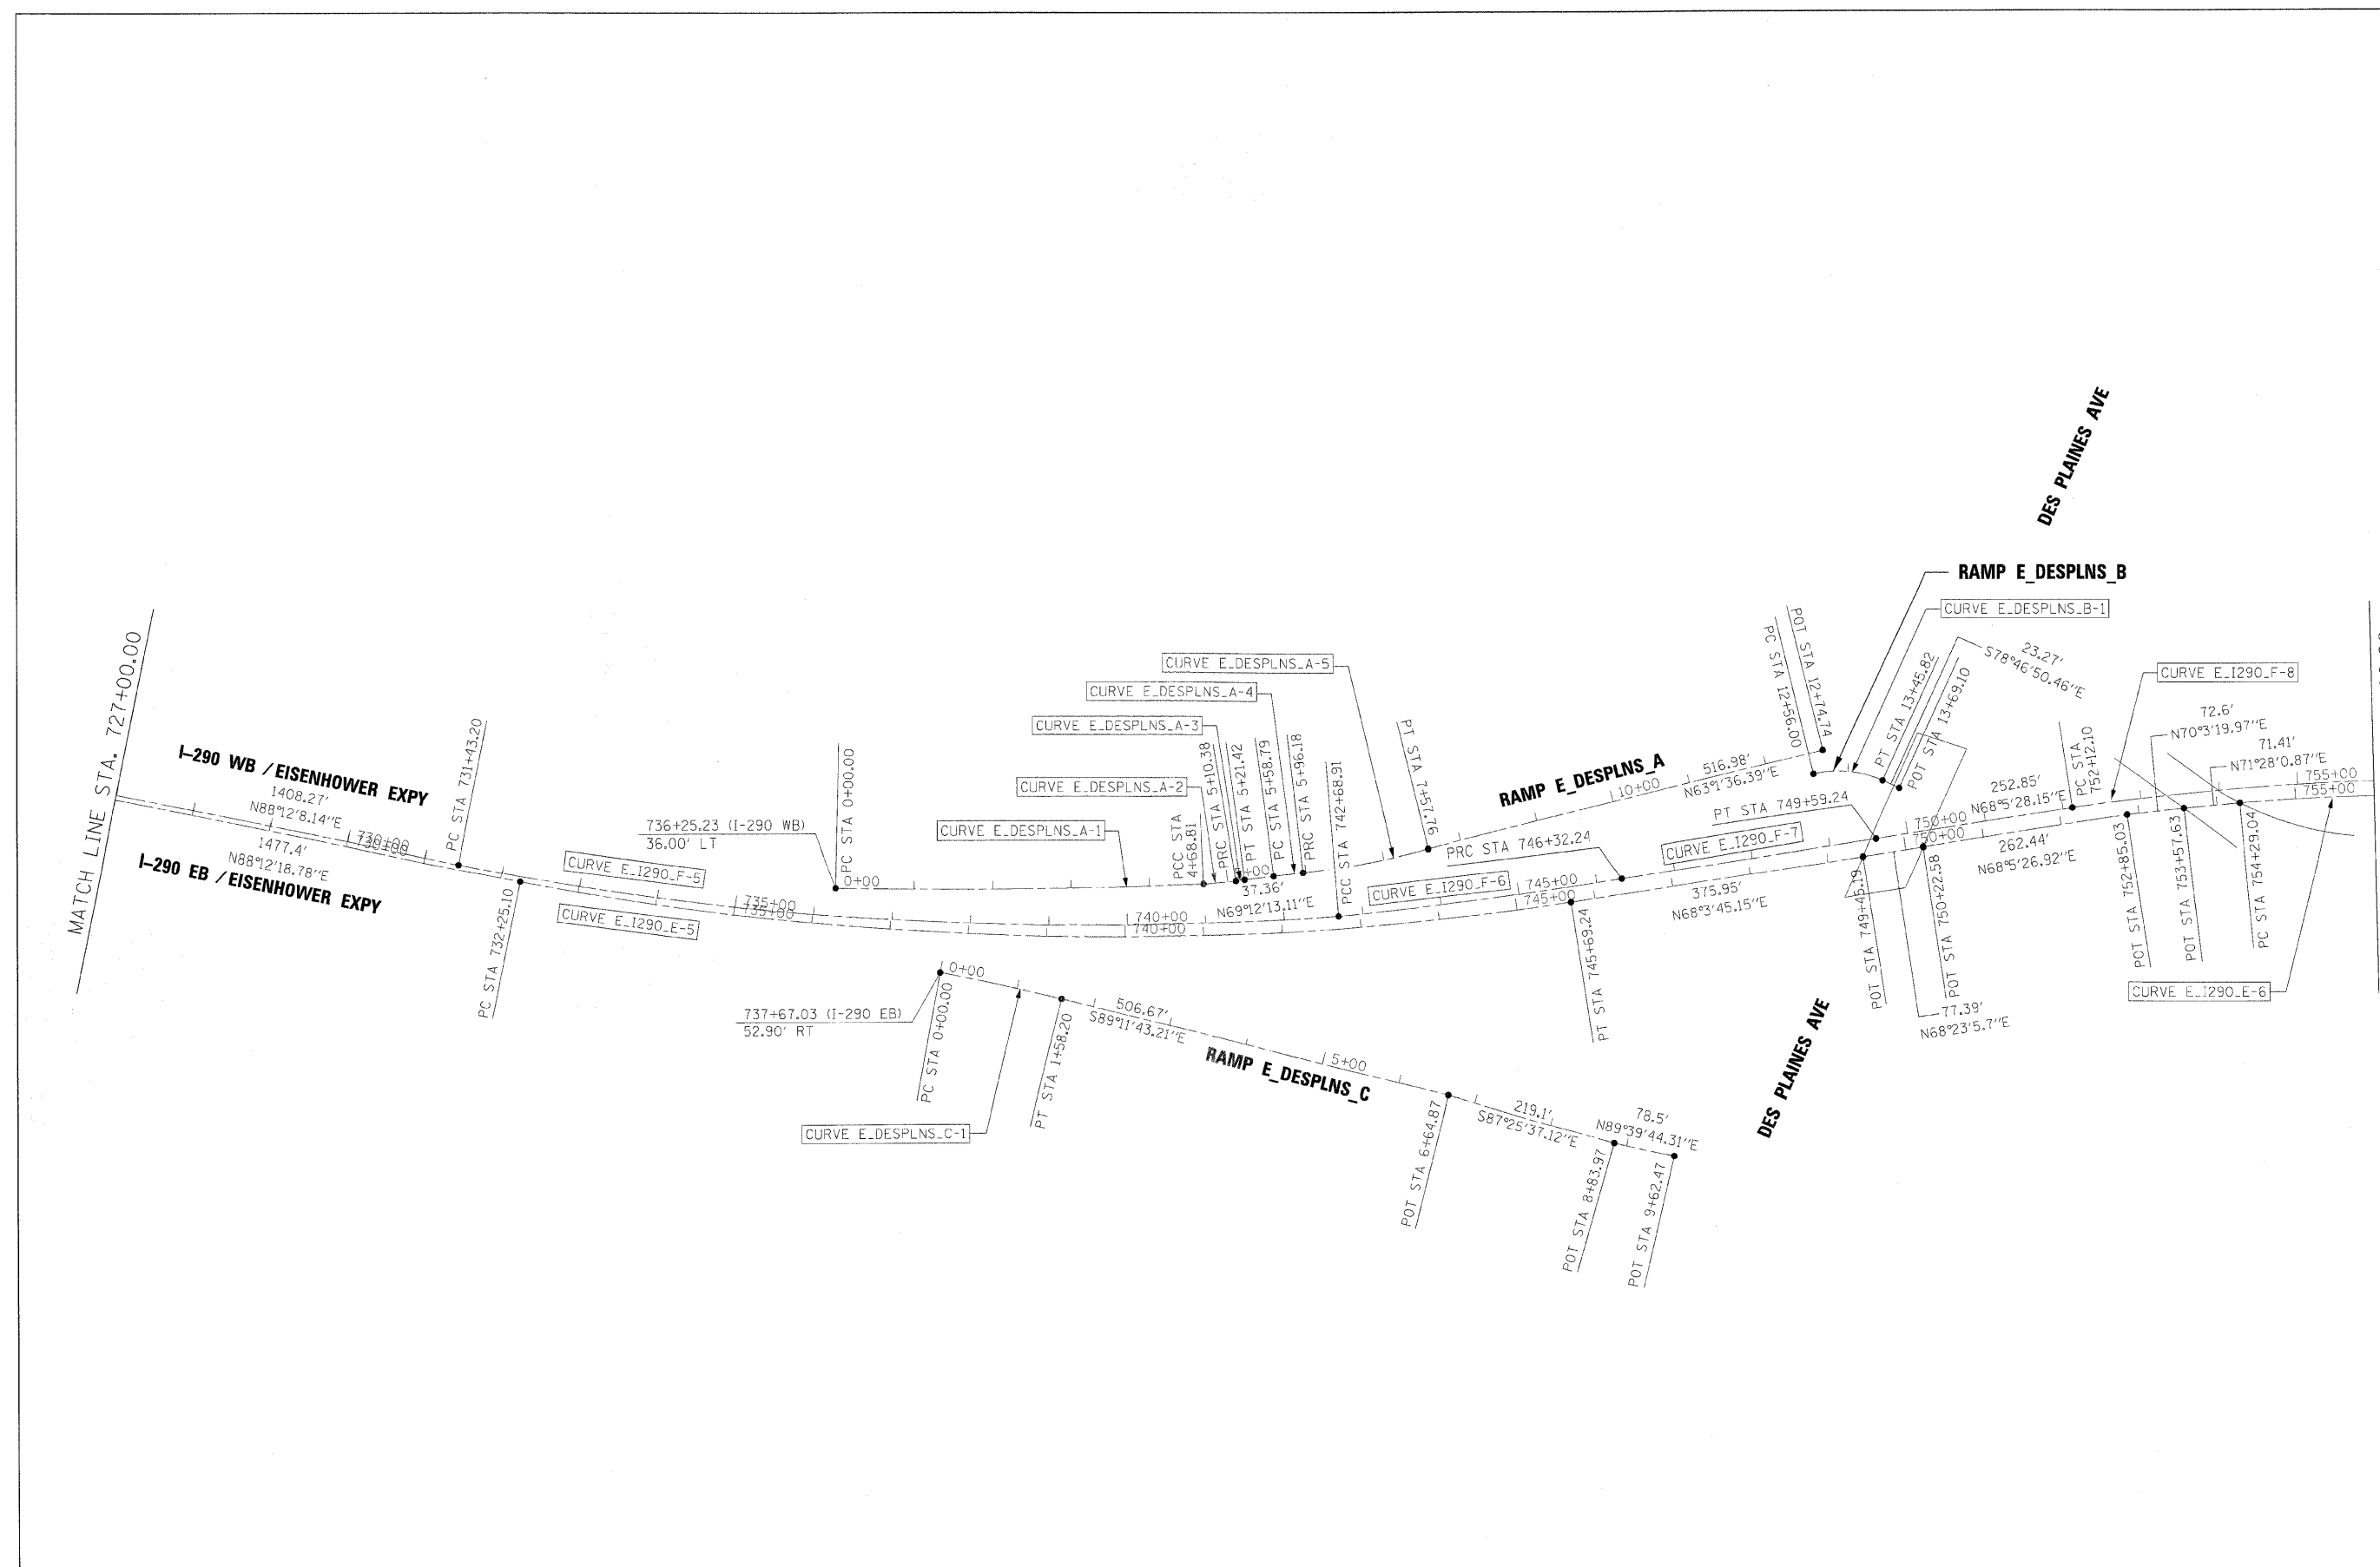 MATCH LINE STA. 727+00.00
I-290 WB / EISENHOWER EXPY
1408.27'
N88°12'8.14"E
730+00
730+00
1477.4'
N88°12'18.78"E
I-290 EB / EISENHOWER EXPY
PC STA 731+43.20
PC STA 732+25.10
CURVE E_I290_F-5
CURVE E_I290_E-5
735+00
735+00
736+25.23 (I-290 WB)
36.00' LT
PC STA 0+00.00
0+00
CURVE E_DESPLNS_A-1
CURVE E_DESPLNS_A-2
CURVE E_DESPLNS_A-3
CURVE E_DESPLNS_A-4
CURVE E_DESPLNS_A-5
PCC STA
4+68.81
PRC STA 5+10.38
PT STA 5+21.42
PC STA 5+58.79
PRC STA 5+96.18
37.36'
N69°12'13.11"E
740+00
740+00
PCC STA 742+68.91
CURVE E_I290_F-6
PT STA 7+57.76
PRC STA 746+32.24
745+00
745+00
PT STA 745+69.24
RAMP E_DESPLNS_A
10+00
516.98'
N63°1'36.39"E
PC STA 12+56.00
POT STA 12+74.74
PT STA 749+59.24
CURVE E_I290_F-7
375.95'
N68°3'45.15"E
DES PLAINES AVE
RAMP E_DESPLNS_B
CURVE E_DESPLNS_B-1
PT STA 13+45.82
POT STA 13+69.10
23.27'
S78°46'50.46"E
CURVE E_I290_F-8
750+00
750+00
252.85'
N68°5'28.15"E
262.44'
N68°5'26.92"E
PC STA
752+12.10
72.6'
N70°3'19.97"E
71.41'
N71°28'0.87"E
755+00
755+00
POT STA 749+45.19
POT STA 750+22.58
77.39'
N68°23'5.7"E
POT STA 752+85.03
POT STA 753+57.63
PC STA 754+29.04
CURVE E_I290_E-6
737+67.03 (I-290 EB)
52.90' RT
0+00
PC STA 0+00.00
CURVE E_DESPLNS_C-1
PT STA 1+58.20
506.67'
S89°11'43.21"E
RAMP E_DESPLNS_C
5+00
POT STA 6+64.87
219.1'
S87°25'37.12"E
78.5'
N89°39'44.31"E
POT STA 8+83.97
POT STA 9+62.47
DES PLAINES AVE